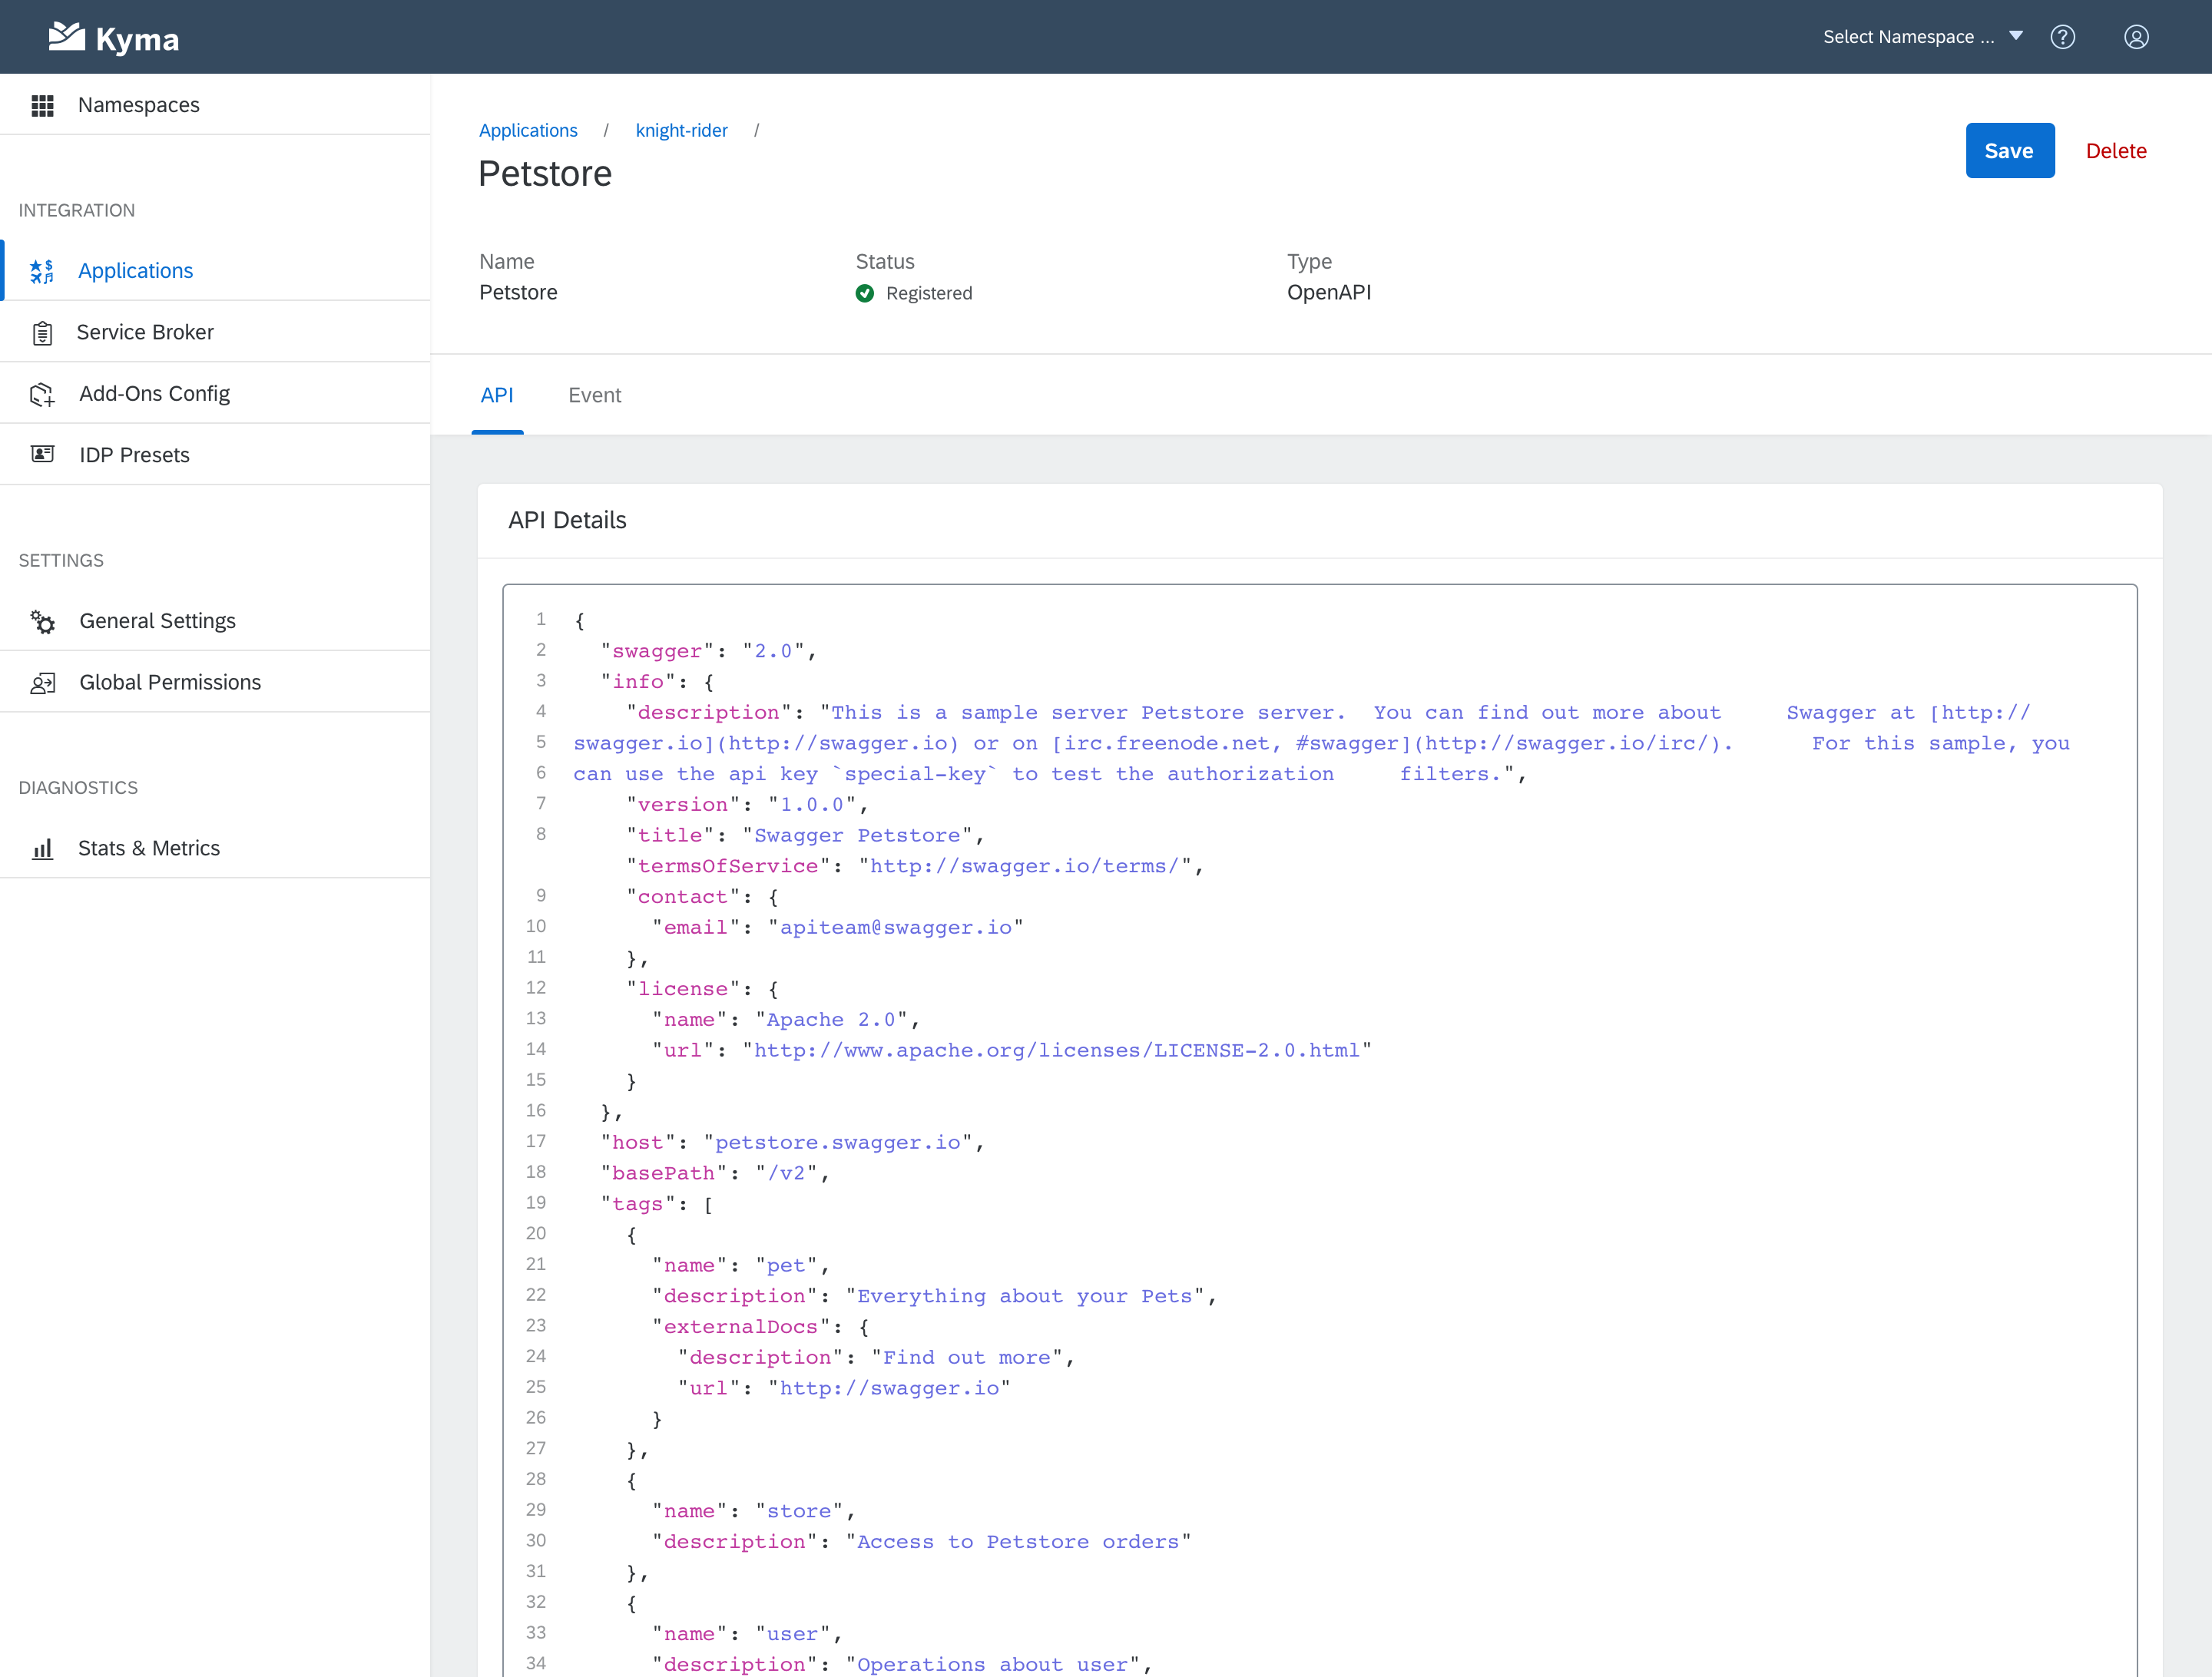 Kyma
Select Namespace ...
Namespaces
INTEGRATION
Applications
Service Broker
Add-Ons Config
IDP Presets
SETTINGS
General Settings
Global Permissions
DIAGNOSTICS
Stats & Metrics
Applications / knight-rider /
Petstore
Save Delete
Name Status Type
Petstore Registered OpenAPI
API Event
API Details
1 {
2 "swagger": "2.0",
3 "info": {
4 "description": "This is a sample server Petstore server.  You can find out more about     Swagger at [http://
5 swagger.io](http://swagger.io) or on [irc.freenode.net, #swagger](http://swagger.io/irc/).      For this sample, you
6 can use the api key `special-key` to test the authorization     filters.",
7 "version": "1.0.0",
8 "title": "Swagger Petstore",
"termsOfService": "http://swagger.io/terms/",
9 "contact": {
10 "email": "apiteam@swagger.io"
11 },
12 "license": {
13 "name": "Apache 2.0",
14 "url": "http://www.apache.org/licenses/LICENSE-2.0.html"
15 }
16 },
17 "host": "petstore.swagger.io",
18 "basePath": "/v2",
19 "tags": [
20 {
21 "name": "pet",
22 "description": "Everything about your Pets",
23 "externalDocs": {
24 "description": "Find out more",
25 "url": "http://swagger.io"
26 }
27 },
28 {
29 "name": "store",
30 "description": "Access to Petstore orders"
31 },
32 {
33 "name": "user",
34 "description": "Operations about user",